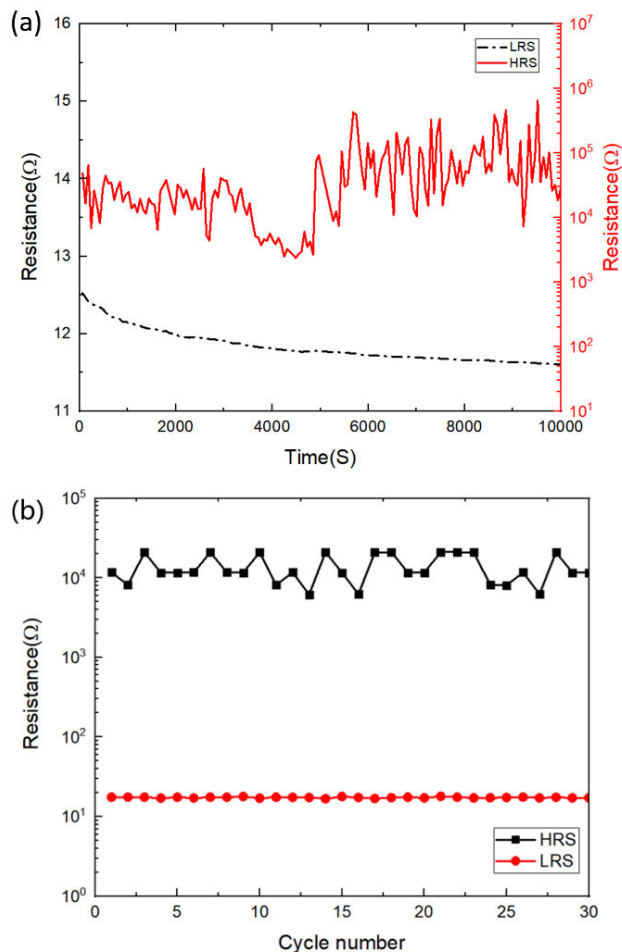 (a)
16
15
14
13
12
11
Resistance(Ω)
LRS
HRS
10⁷
10⁶
10⁵
10⁴
10³
10²
10¹
Resistance(Ω)
0 2000 4000 6000 8000 10000
Time(S)
(b)
10⁵
10⁴
10³
10²
10¹
10⁰
Resistance(Ω)
HRS
LRS
0 5 10 15 20 25 30
Cycle number